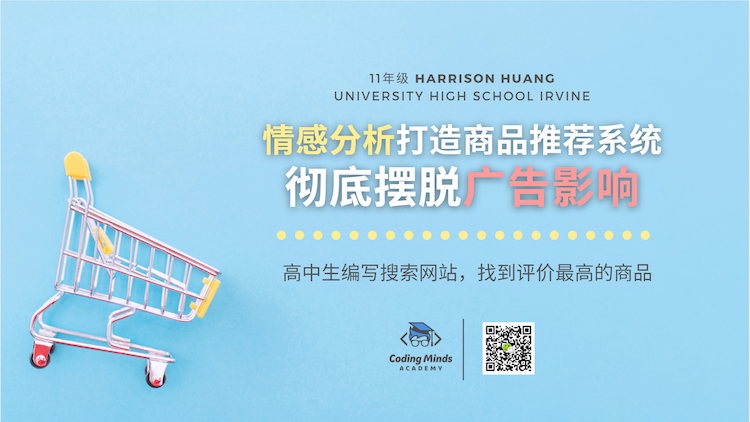 11年级 HARRISON HUANG
UNIVERSITY HIGH SCHOOL IRVINE
情感分析打造商品推荐系统
彻底摆脱广告影响
高中生编写搜索网站，找到评价最高的商品
Coding Minds
ACADEMY